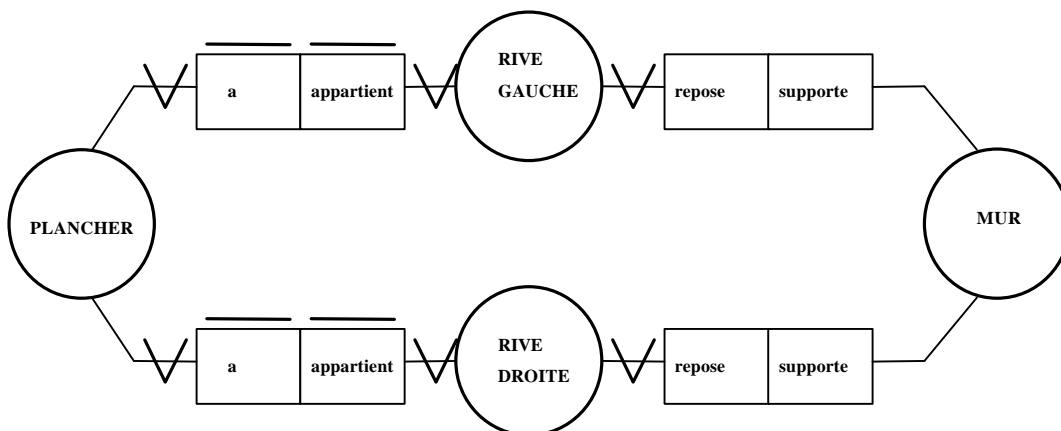 a
appartient
RIVE
GAUCHE
repose
supporte
PLANCHER
MUR
a
appartient
RIVE
DROITE
repose
supporte